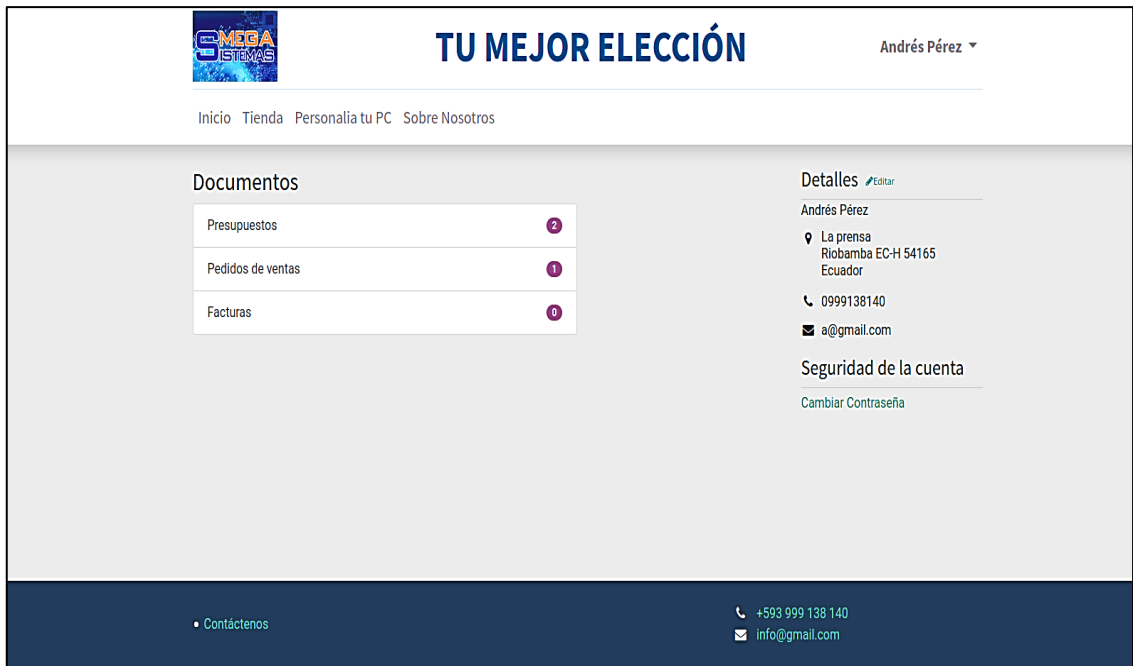 MEGA
SISTEMAS
TU MEJOR ELECCIÓN
Andrés Pérez
Inicio Tienda Personalia tu PC Sobre Nosotros
Documentos
Presupuestos 2
Pedidos de ventas 1
Facturas 0
Detalles Editar
Andrés Pérez
La prensa
Riobamba EC-H 54165
Ecuador
0999138140
a@gmail.com
Seguridad de la cuenta
Cambiar Contraseña
Contáctenos
+593 999 138 140
info@gmail.com